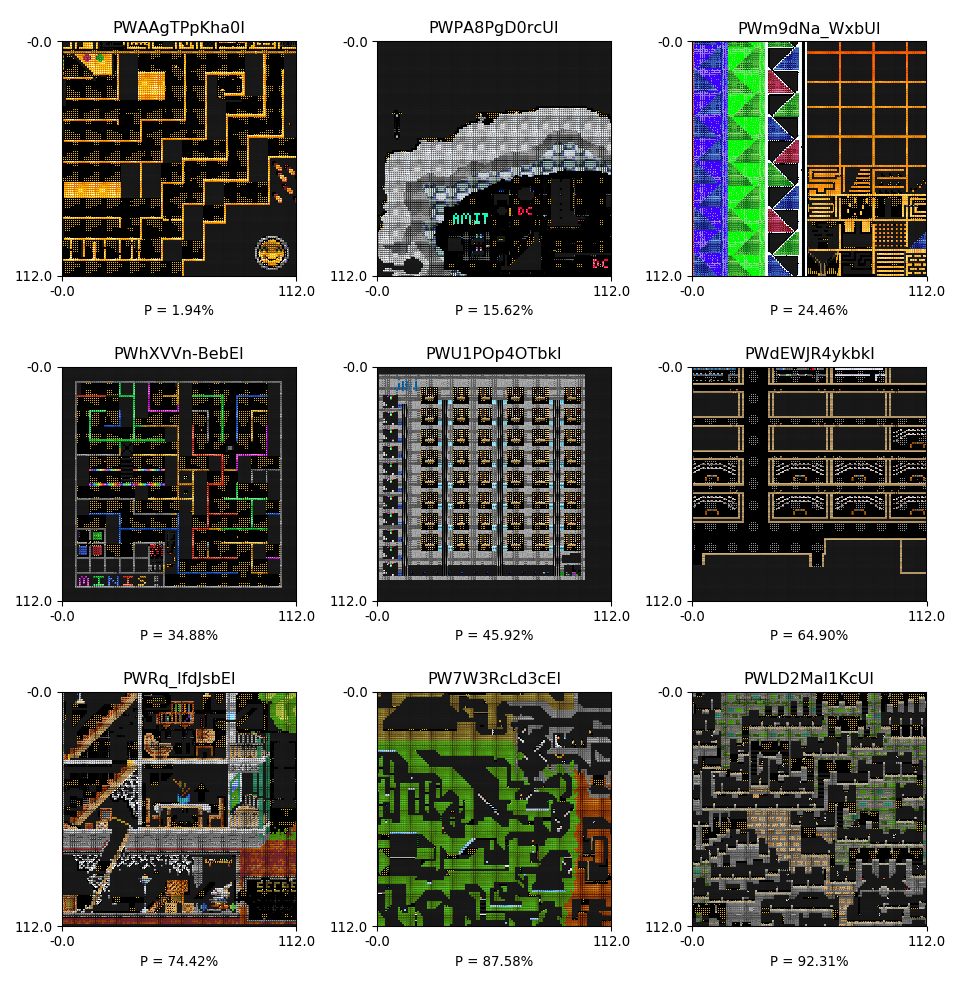 PWAAgTPpKha0I PWPA8PgD0rcUI PWm9dNa_WxbUI
-0.0 -0.0 -0.0
AMIT DC
DC
112.0 112.0 112.0
-0.0 112.0 -0.0 112.0 -0.0 112.0
P = 1.94% P = 15.62% P = 24.46%
PWhXVVn-BebEI PWU1POp4OTbkI PWdEWJR4ykbkI
-0.0 -0.0 -0.0
MINIS!
112.0 112.0 112.0
-0.0 112.0 -0.0 112.0 -0.0 112.0
P = 34.88% P = 45.92% P = 64.90%
PWRq_IfdJsbEI PW7W3RcLd3cEI PWLD2MaI1KcUI
-0.0 -0.0 -0.0
SECRE
112.0 112.0 112.0
-0.0 112.0 -0.0 112.0 -0.0 112.0
P = 74.42% P = 87.58% P = 92.31%